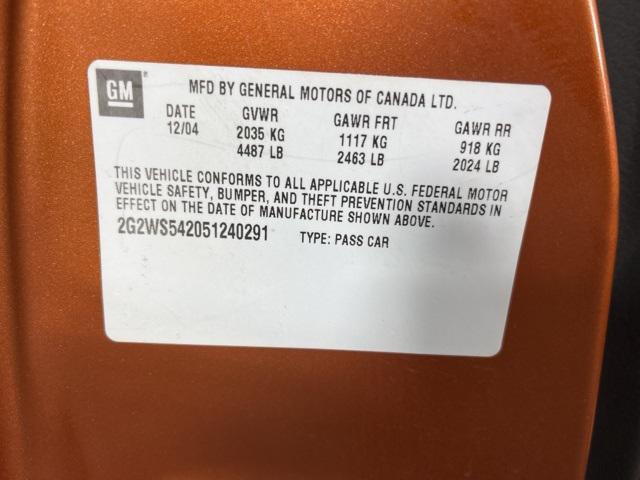 GM
MFD BY GENERAL MOTORS OF CANADA LTD.
DATE GVWR GAWR FRT GAWR RR
12/04 2035 KG 1117 KG 918 KG
4487 LB 2463 LB 2024 LB
THIS VEHICLE CONFORMS TO ALL APPLICABLE U.S. FEDERAL MOTOR
VEHICLE SAFETY, BUMPER, AND THEFT PREVENTION STANDARDS IN
EFFECT ON THE DATE OF MANUFACTURE SHOWN ABOVE.
2G2WS542051240291 TYPE: PASS CAR